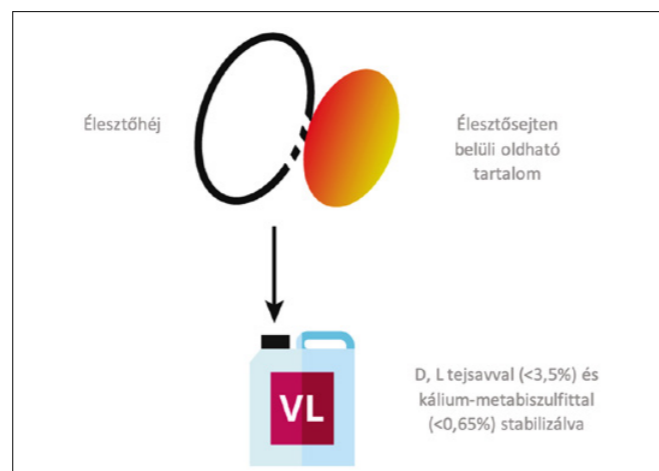 Élesztőhéj
Élesztősejten
belüli oldható
tartalom
VL
D, L tejsavval (<3,5%) és
kálium-metabiszulfittal
(<0,65%) stabilizálva